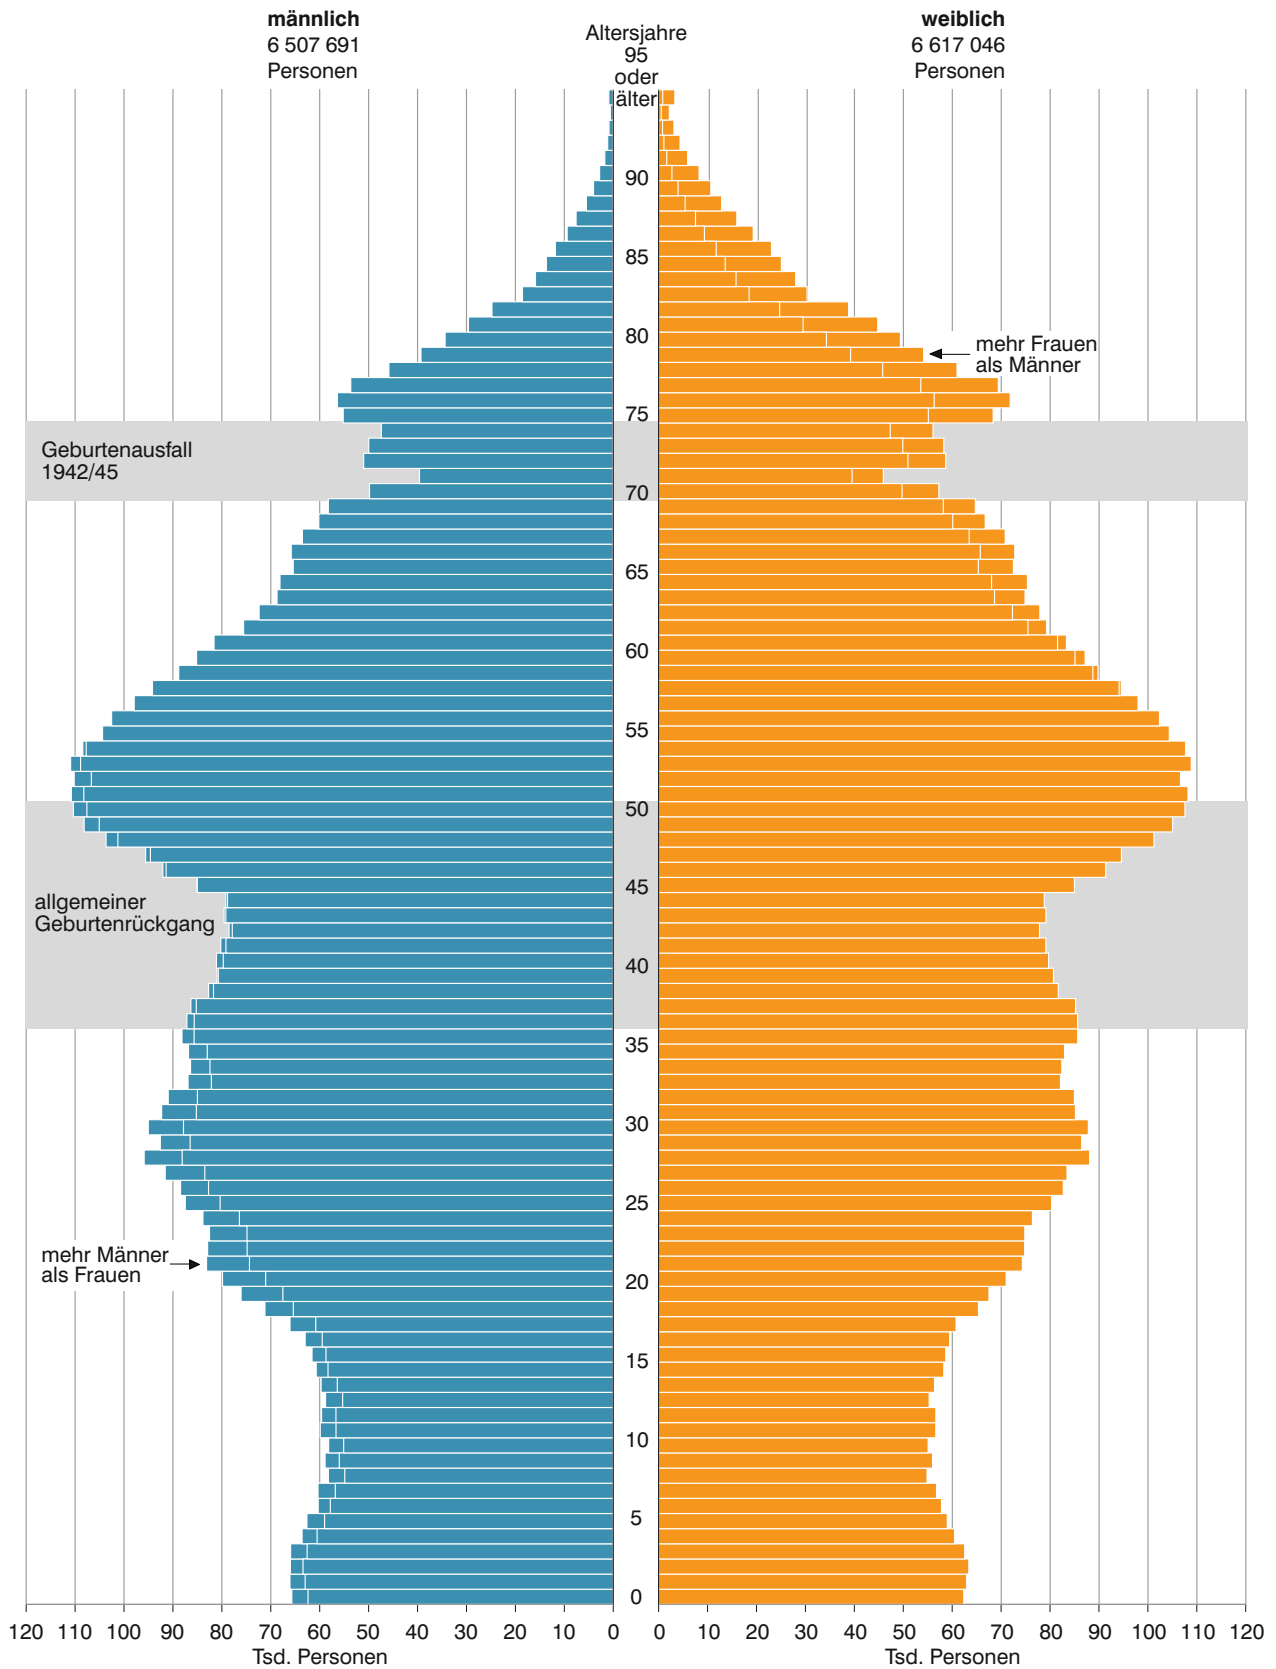 männlich
6 507 691
Personen
Altersjahre
95
oder
älter
weiblich
6 617 046
Personen
90
85
80
mehr Frauen
als Männer
75
Geburtenausfall
1942/45
70
65
60
55
50
45
allgemeiner
Geburtenrückgang
40
35
30
25
mehr Männer
als Frauen
20
15
10
5
0
120 110 100 90 80 70 60 50 40 30 20 10 0 0 10 20 30 40 50 60 70 80 90 100 110 120
Tsd. Personen Tsd. Personen